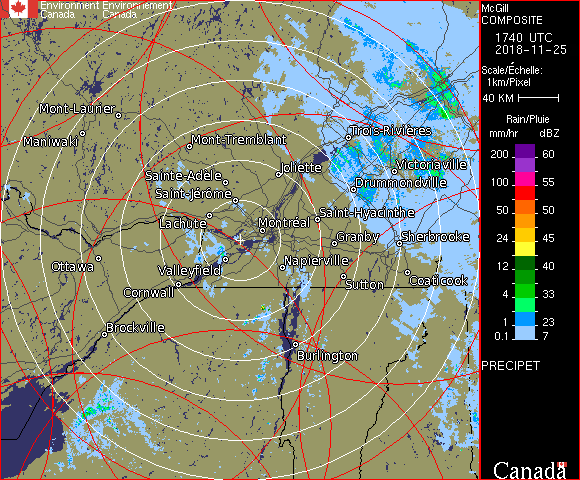 Environment Environnement
Canada Canada
McGill
COMPOSITE
1740 UTC
2018-11-25
Scale/Échelle:
1km/Pixel
40 KM
Rain/Pluie
mm/hr dBZ
200 60
100 55
50 50
24 45
12 40
4 33
1 23
0.1 7
PRECIPET
Canada
Mont-Laurier
Maniwaki
Mont-Tremblant
Trois-Rivières
Joliette
Victoriaville
Sainte-Adèle
Drummondville
Saint-Jérôme
Saint-Hyacinthe
Lachute
Montréal
Granby
Sherbrooke
Ottawa
Valleyfield
Napierville
Cornwall
Sutton
Coaticook
Brockville
Burlington